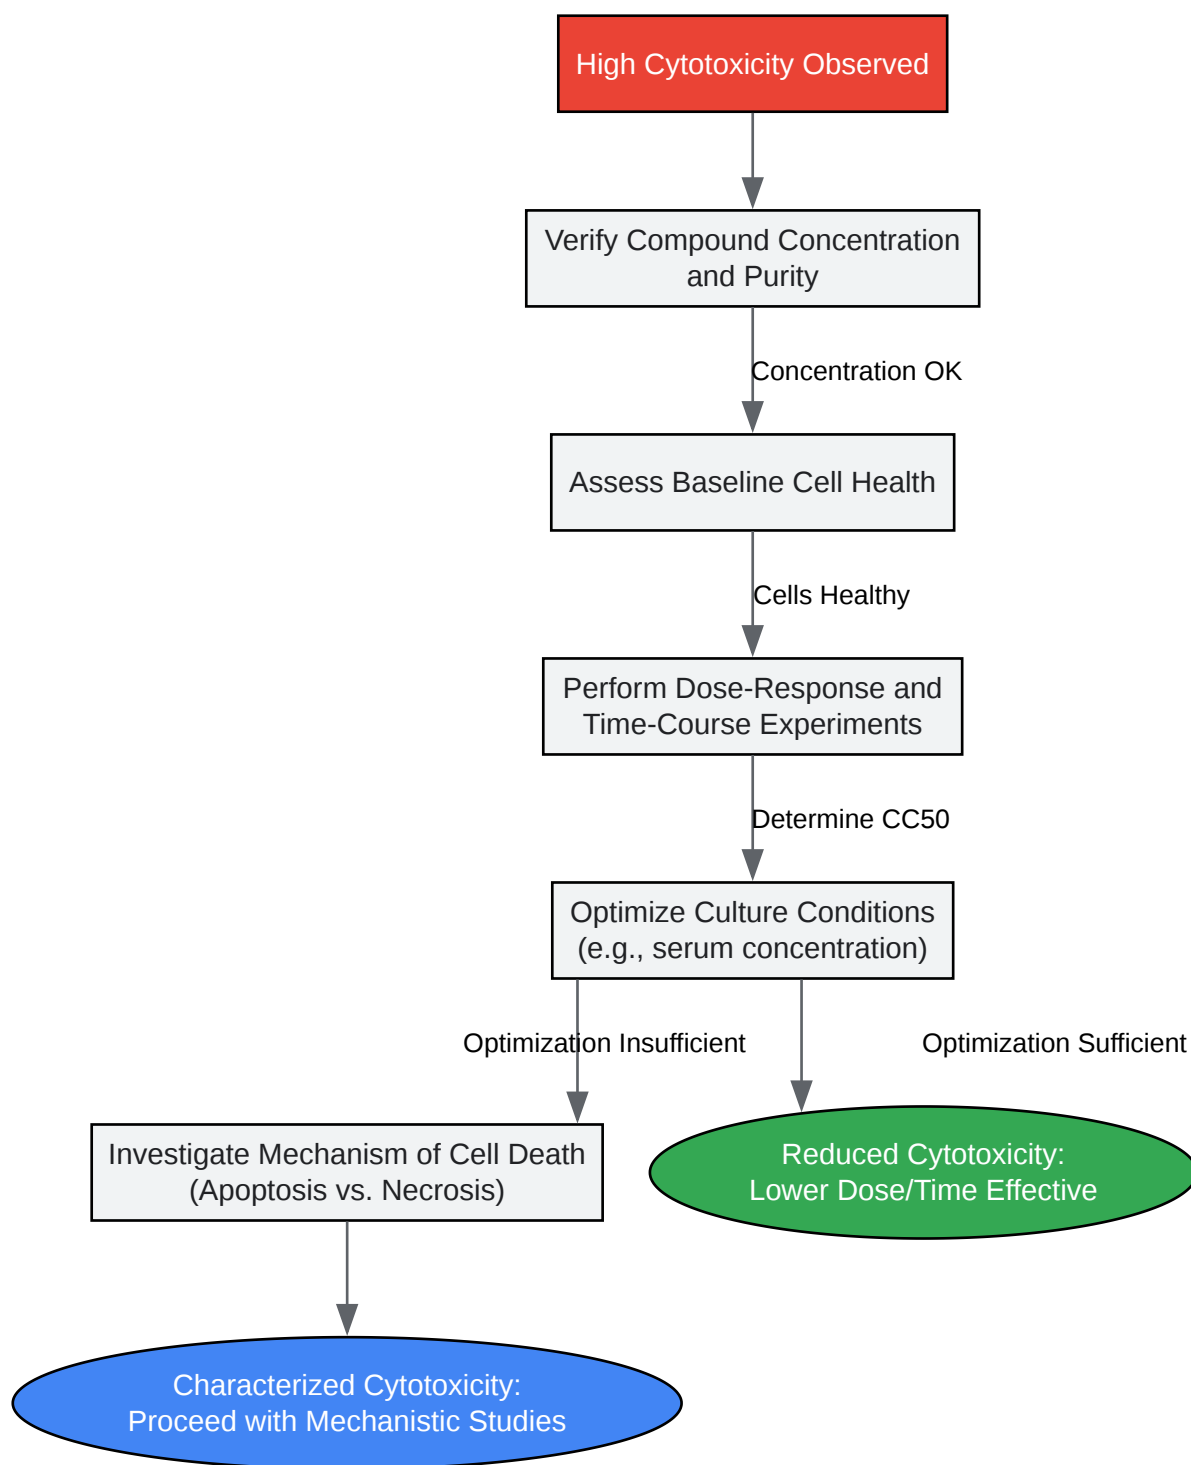 High Cytotoxicity Observed
Verify Compound Concentration
and Purity
Concentration OK
Assess Baseline Cell Health
Cells Healthy
Perform Dose-Response and
Time-Course Experiments
Determine CC50
Optimize Culture Conditions
(e.g., serum concentration)
Optimization Insufficient
Optimization Sufficient
Investigate Mechanism of Cell Death
(Apoptosis vs. Necrosis)
Reduced Cytotoxicity:
Lower Dose/Time Effective
Characterized Cytotoxicity:
Proceed with Mechanistic Studies